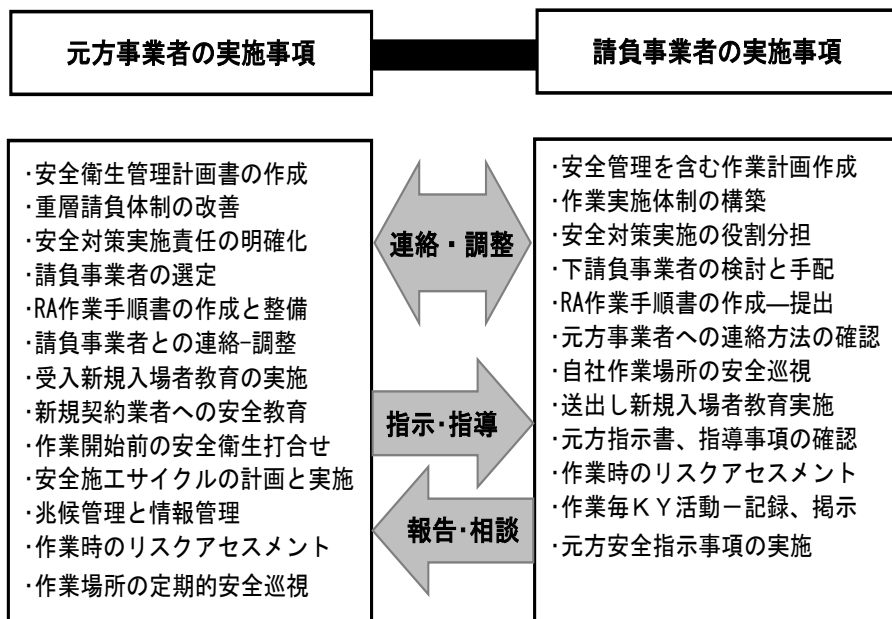 元方事業者の実施事項
請負事業者の実施事項
・安全衛生管理計画書の作成
・重層請負体制の改善
・安全対策実施責任の明確化
・請負事業者の選定
・RA作業手順書の作成と整備
・請負事業者との連絡-調整
・受入新規入場者教育の実施
・新規契約業者への安全教育
・作業開始前の安全衛生打合せ
・安全施工サイクルの計画と実施
・兆候管理と情報管理
・作業時のリスクアセスメント
・作業場所の定期的安全巡視
連絡・調整
指示・指導
報告・相談
・安全管理を含む作業計画作成
・作業実施体制の構築
・安全対策実施の役割分担
・下請負事業者の検討と手配
・RA作業手順書の作成―提出
・元方事業者への連絡方法の確認
・自社作業場所の安全巡視
・送出し新規入場者教育実施
・元方指示書、指導事項の確認
・作業時のリスクアセスメント
・作業毎ＫＹ活動－記録、掲示
・元方安全指示事項の実施